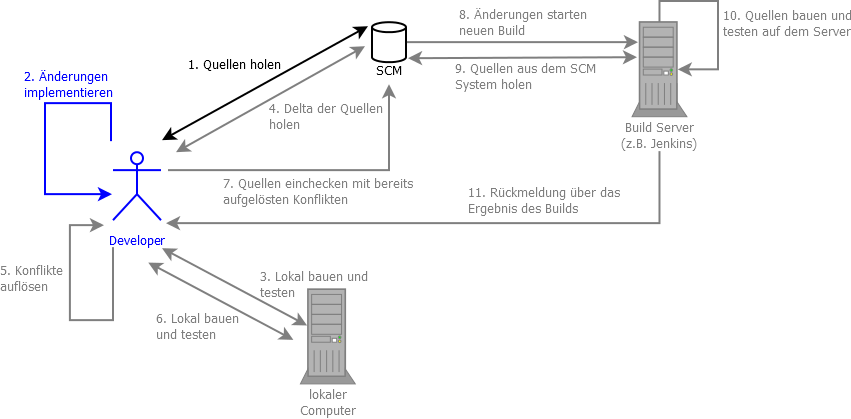 8. Änderungen starten
neuen Build
10. Quellen bauen und
testen auf dem Server
1. Quellen holen
SCM
9. Quellen aus dem SCM
System holen
2. Änderungen
implementieren
4. Delta der Quellen
holen
Build Server
(z.B. Jenkins)
7. Quellen einchecken mit bereits
aufgelösten Konflikten
11. Rückmeldung über das
Ergebnis des Builds
Developer
5. Konflikte
auflösen
3. Lokal bauen und
testen
6. Lokal bauen
und testen
lokaler
Computer